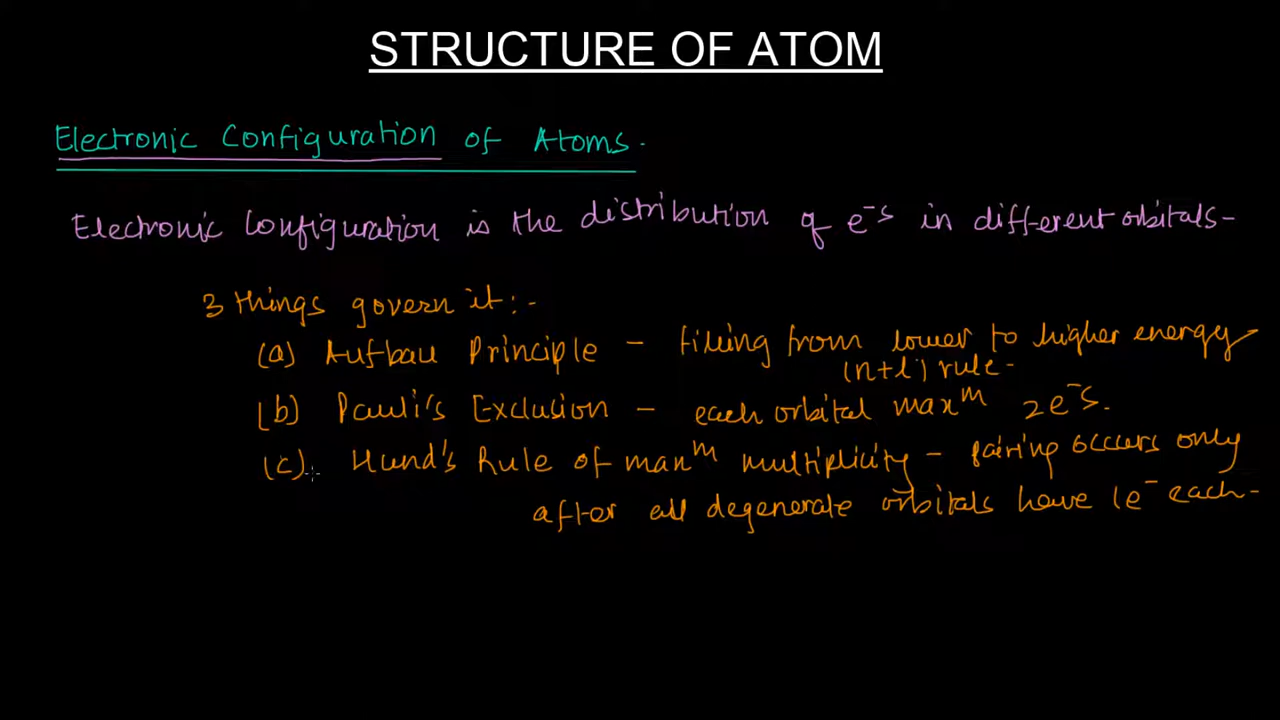 STRUCTURE OF ATOM
Electronic Configuration of Atoms.
Electronic Configuration is the distribution of e⁻s in different orbitals-
3 things govern it:-
(a) Aufbau Principle - filling from lower to higher energy
(n+l) rule-
(b) Pauli's Exclusion - each orbital maxᵐ 2e⁻s.
(c). Hund's Rule of maxᵐ multiplicity - pairing occurs only
after all degenerate orbitals have 1e⁻ each-